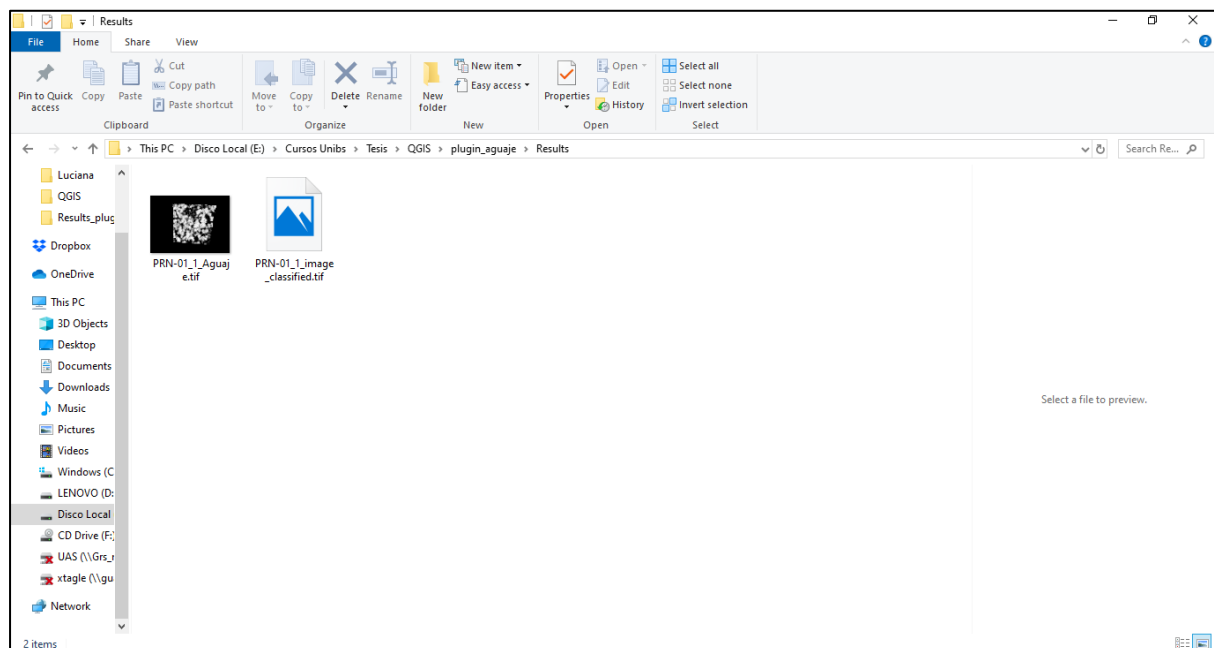 Results
File Home Share View
Pin to Quick access
Copy
Paste
Cut
Copy path
Paste shortcut
Clipboard
Move to
Copy to
Delete
Rename
Organize
New folder
New item
Easy access
New
Properties
Open
Edit
History
Open
Select all
Select none
Invert selection
Select
This PC > Disco Local (E:) > Cursos Unibs > Tesis > QGIS > plugin_aguaje > Results
Search Re...
Luciana
QGIS
Results_plug
Dropbox
OneDrive
This PC
3D Objects
Desktop
Documents
Downloads
Music
Pictures
Videos
Windows (C
LENOVO (D:
Disco Local
CD Drive (F:)
UAS (\\Grs_r
xtagle (\\gu
Network
PRN-01_1_Aguaj
e.tif
PRN-01_1_image
_classified.tif
Select a file to preview.
2 items